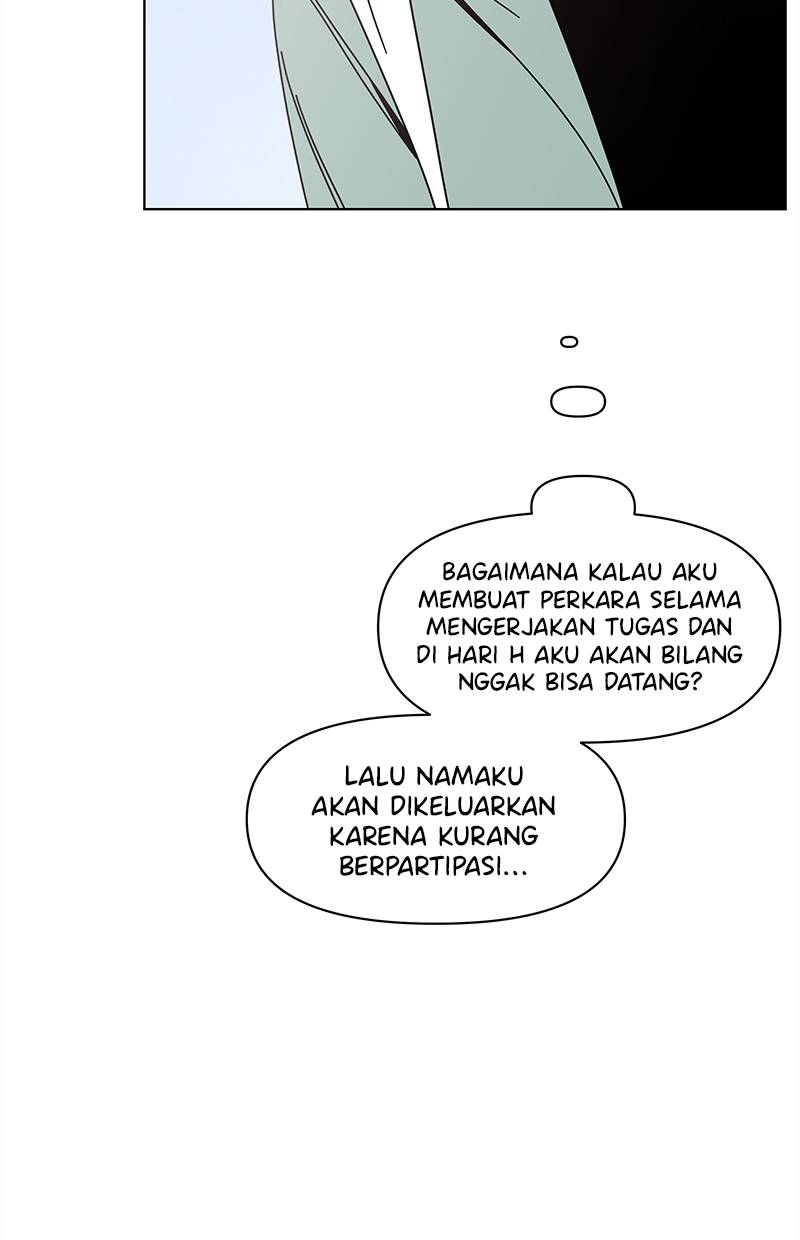 BAGAIMANA KALAU AKU
MEMBUAT PERKARA SELAMA
MENGERJAKAN TUGAS DAN
DI HARI H AKU AKAN BILANG
NGGAK BISA DATANG?
LALU NAMAKU
AKAN DIKELUARKAN
KARENA KURANG
BERPARTIPASI...